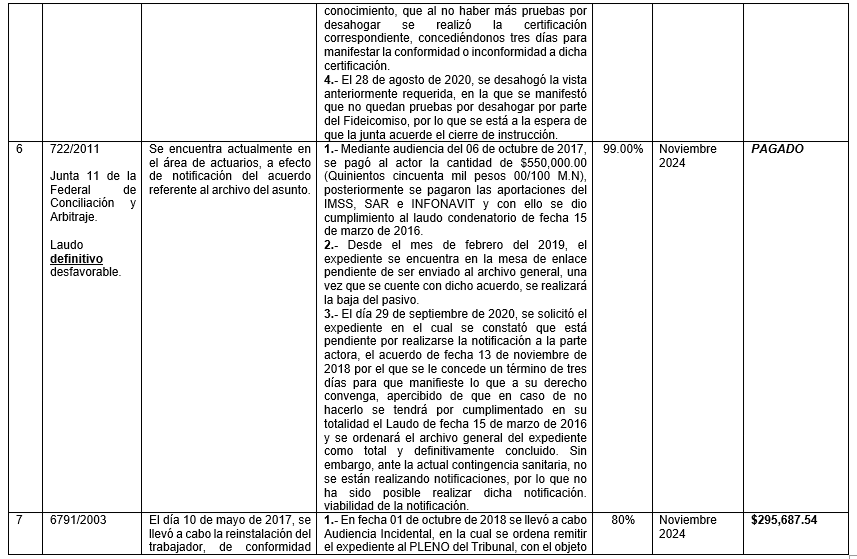 conocimiento, que al no haber más pruebas por
desahogar se realizó la certificación
correspondiente, concediéndonos tres días para
manifestar la conformidad o inconformidad a dicha
certificación.
4.- El 28 de agosto de 2020, se desahogó la vista
anteriormente requerida, en la que se manifestó
que no quedan pruebas por desahogar por parte
del Fideicomiso, por lo que se está a la espera de
que la junta acuerde el cierre de instrucción.
6
722/2011
Junta 11 de la
Federal de
Conciliación y
Arbitraje.
Laudo
definitivo
desfavorable.
Se encuentra actualmente en
el área de actuarios, a efecto
de notificación del acuerdo
referente al archivo del asunto.
1.- Mediante audiencia del 06 de octubre de 2017,
se pagó al actor la cantidad de $550,000.00
(Quinientos cincuenta mil pesos 00/100 M.N),
posteriormente se pagaron las aportaciones del
IMSS, SAR e INFONAVIT y con ello se dio
cumplimiento al laudo condenatorio de fecha 15
de marzo de 2016.
2.- Desde el mes de febrero del 2019, el
expediente se encuentra en la mesa de enlace
pendiente de ser enviado al archivo general, una
vez que se cuente con dicho acuerdo, se realizará
la baja del pasivo.
3.- El día 29 de septiembre de 2020, se solicitó el
expediente en el cual se constató que está
pendiente por realizarse la notificación a la parte
actora, el acuerdo de fecha 13 de noviembre de
2018 por el que se le concede un término de tres
días para que manifieste lo que a su derecho
convenga, apercibido de que en caso de no
hacerlo se tendrá por cumplimentado en su
totalidad el Laudo de fecha 15 de marzo de 2016
y se ordenará el archivo general del expediente
como total y definitivamente concluido. Sin
embargo, ante la actual contingencia sanitaria, no
se están realizando notificaciones, por lo que no
ha sido posible realizar dicha notificación.
viabilidad de la notificación.
99.00%
Noviembre
2024
PAGADO
7
6791/2003
El día 10 de mayo de 2017, se
llevó a cabo la reinstalación del
trabajador, de conformidad
1.- En fecha 01 de octubre de 2018 se llevó a cabo
Audiencia Incidental, en la cual se ordena remitir
el expediente al PLENO del Tribunal, con el objeto
80%
Noviembre
2024
$295,687.54